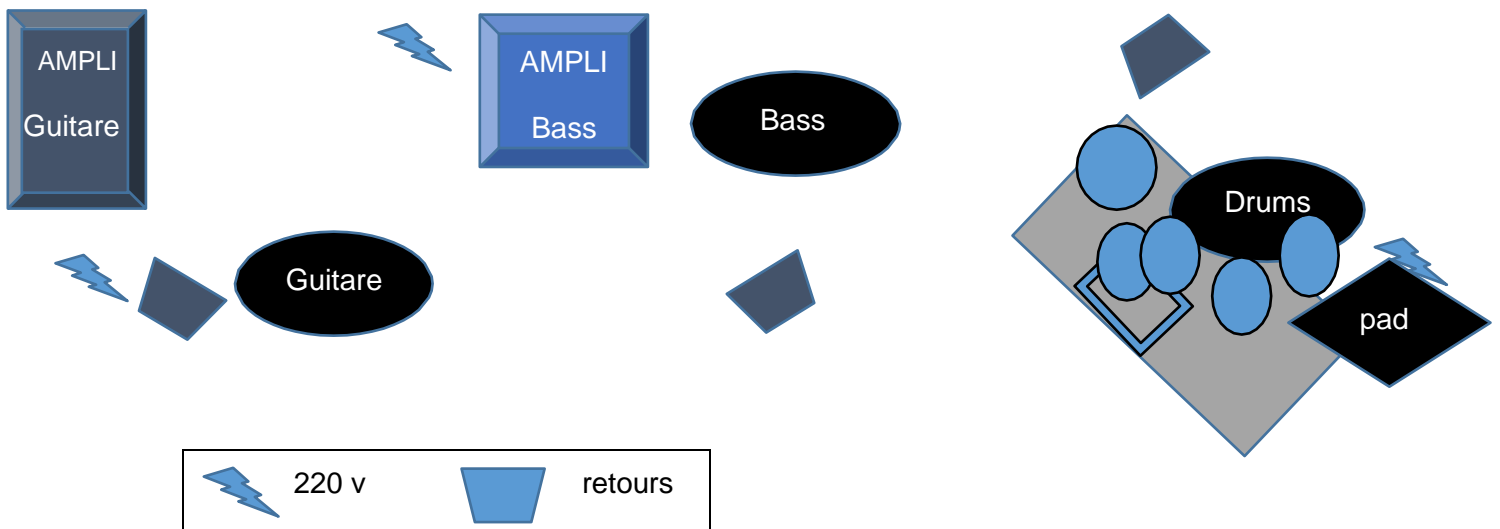 AMPLI
Guitare
AMPLI
Bass
Bass
Drums
Guitare
pad
220 v
retours